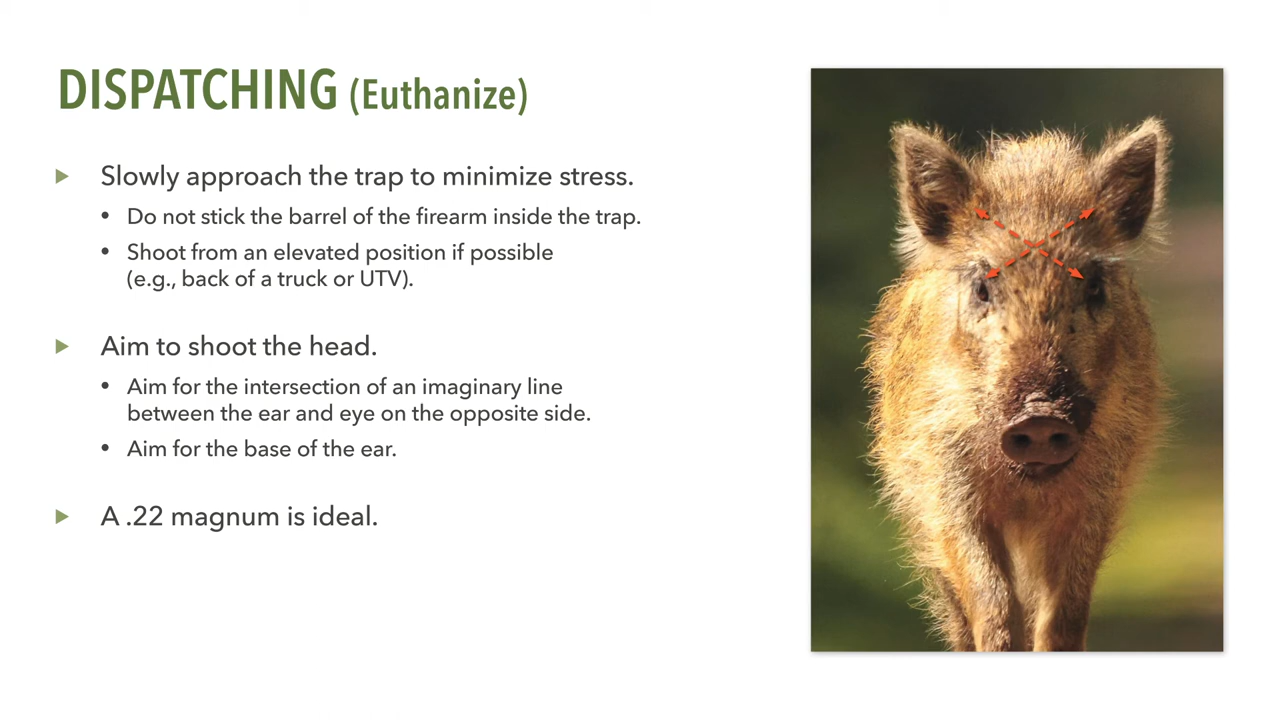 DISPATCHING (Euthanize)
Slowly approach the trap to minimize stress.
• Do not stick the barrel of the firearm inside the trap.
• Shoot from an elevated position if possible
(e.g., back of a truck or UTV).
Aim to shoot the head.
• Aim for the intersection of an imaginary line
between the ear and eye on the opposite side.
• Aim for the base of the ear.
A .22 magnum is ideal.